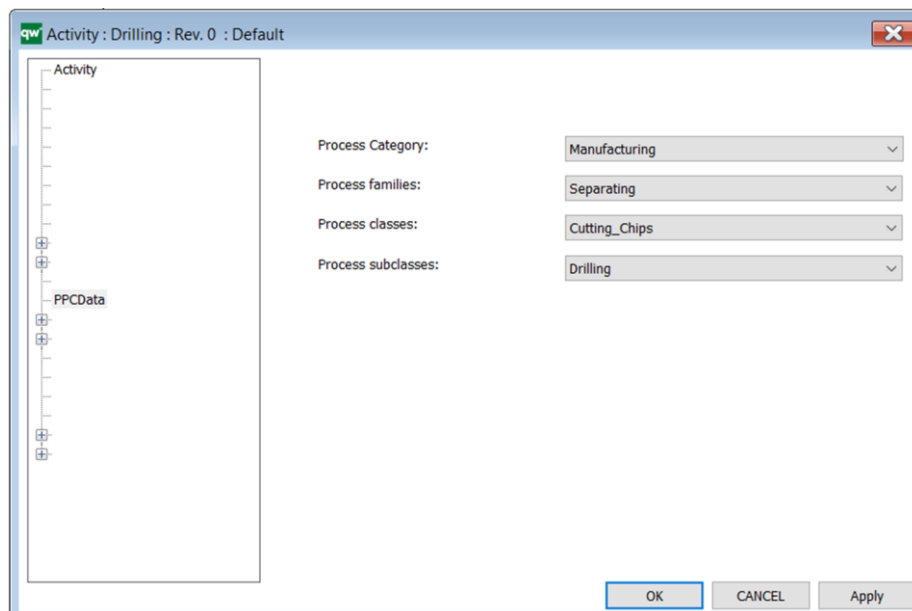 qw Activity : Drilling : Rev. 0 : Default
Activity
Process Category: Manufacturing
Process families: Separating
Process classes: Cutting_Chips
Process subclasses: Drilling
PPCData
OK CANCEL Apply